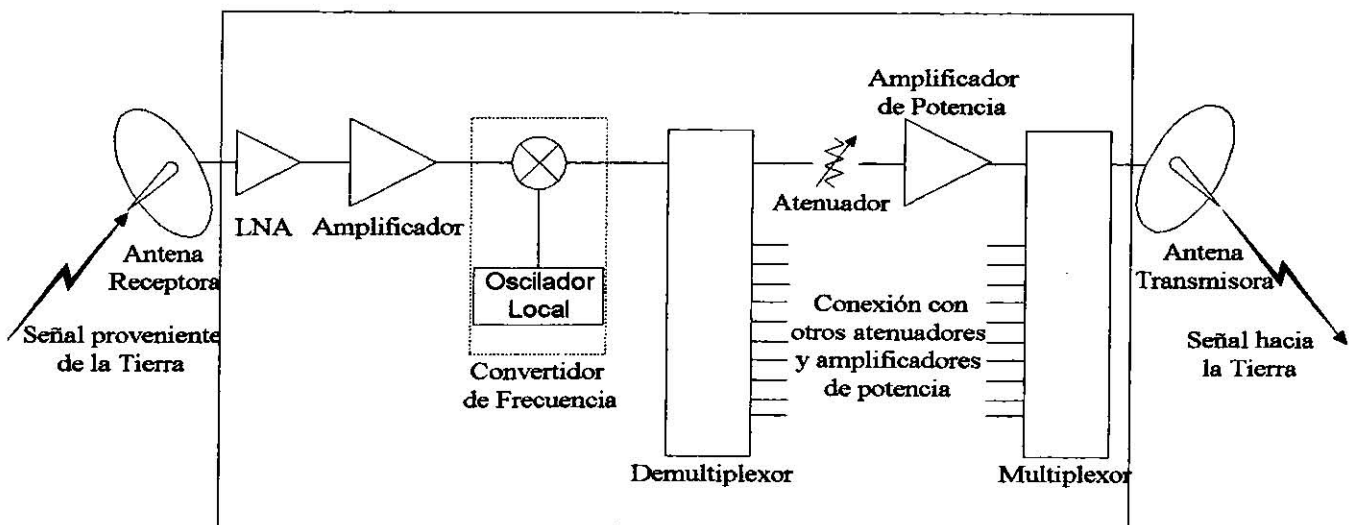 Amplificador
de Potencia
LNA
Amplificador
Atenuador
Antena
Receptora
Oscilador
Local
Antena
Transmisora
Señal proveniente
de la Tierra
Convertidor
de Frecuencia
Conexión con
otros atenuadores
y amplificadores
de potencia
Señal hacia
la Tierra
Demultiplexor
Multiplexor